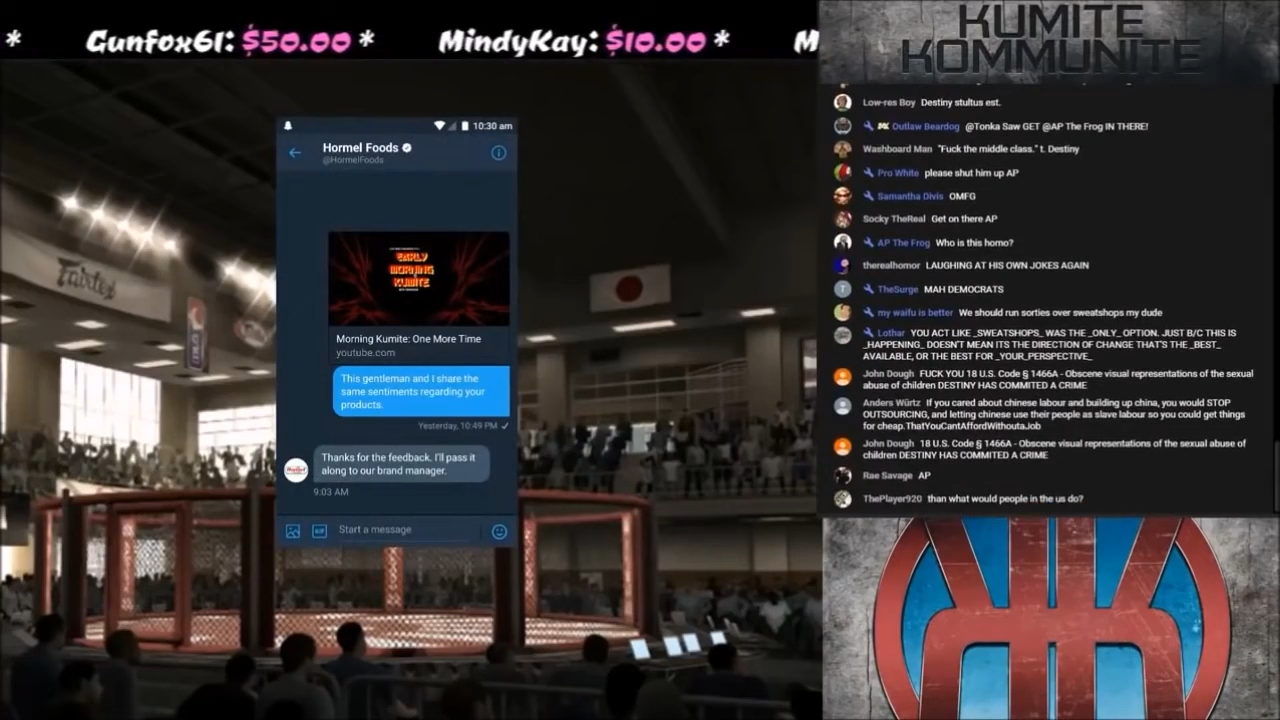 * Gunfox61: $50.00 * MindyKay: $10.00 * M
KUMITE
KOMMUNITE
10:30 am
Hormel Foods
@HormelFoods
EARLY
MORNING
KUMITE
Morning Kumite: One More Time
youtube.com
This gentleman and I share the
same sentiments regarding your
products.
Yesterday, 10:49 PM
Thanks for the feedback. I'll pass it
along to our brand manager.
9:03 AM
GIF Start a message
Fairtex
Low-res Boy Destiny stultus est.
Outlaw Beardog @Tonka Saw GET @AP The Frog IN THERE!
Washboard Man "Fuck the middle class." t. Destiny
Pro White please shut him up AP
Samantha Divis OMFG
Socky TheReal Get on there AP
AP The Frog Who is this homo?
therealhomor LAUGHING AT HIS OWN JOKES AGAIN
T TheSurge MAH DEMOCRATS
my waifu is better We should run sorties over sweatshops my dude
Lothar YOU ACT LIKE _SWEATSHOPS_ WAS THE _ONLY_ OPTION. JUST B/C THIS IS
_HAPPENING_ DOESN'T MEAN ITS THE DIRECTION OF CHANGE THAT'S THE _BEST_
AVAILABLE, OR THE BEST FOR _YOUR_PERSPECTIVE_
John Dough FUCK YOU 18 U.S. Code § 1466A - Obscene visual representations of the sexual
abuse of children DESTINY HAS COMMITED A CRIME
Anders Würtz If you cared about chinese labour and building up china, you would STOP
OUTSOURCING, and letting chinese use their people as slave labour so you could get things
for cheap.ThatYouCantAffordWithoutaJob
John Dough 18 U.S. Code § 1466A - Obscene visual representations of the sexual abuse of
children DESTINY HAS COMMITED A CRIME
Rae Savage AP
ThePlayer920 than what would people in the us do?